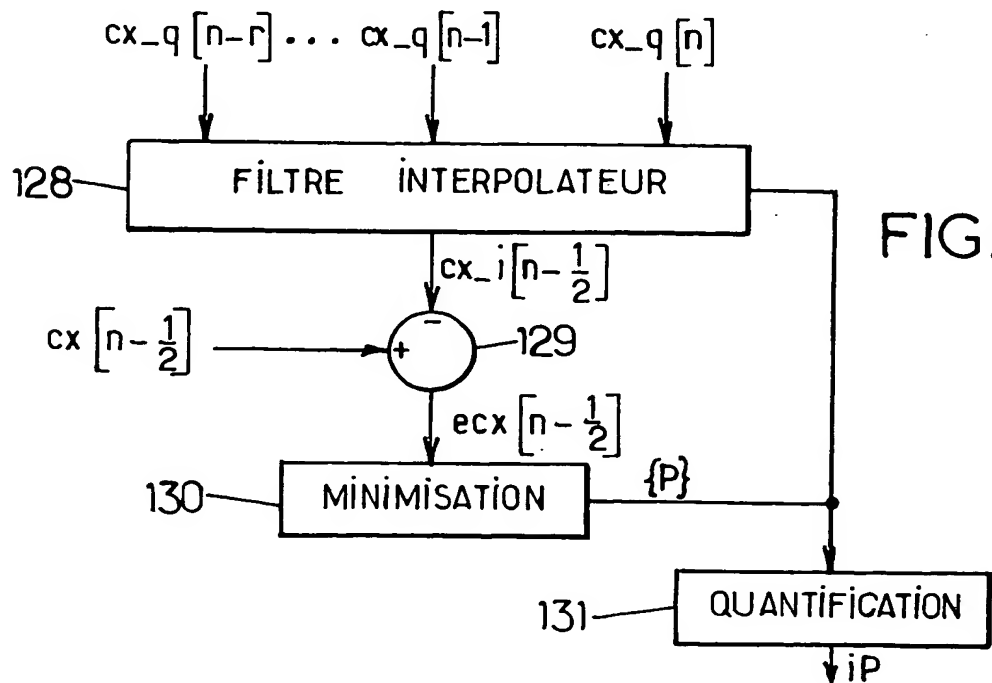 cx_q [n-r] ... cx_q [n-1] cx_q [n]
128
FILTRE INTERPOLATEUR
FIG.
cx_i [n - 1/2]
cx [n - 1/2]
+
-
129
ecx [n - 1/2]
130
MINIMISATION
{P}
131
QUANTIFICATION
iP